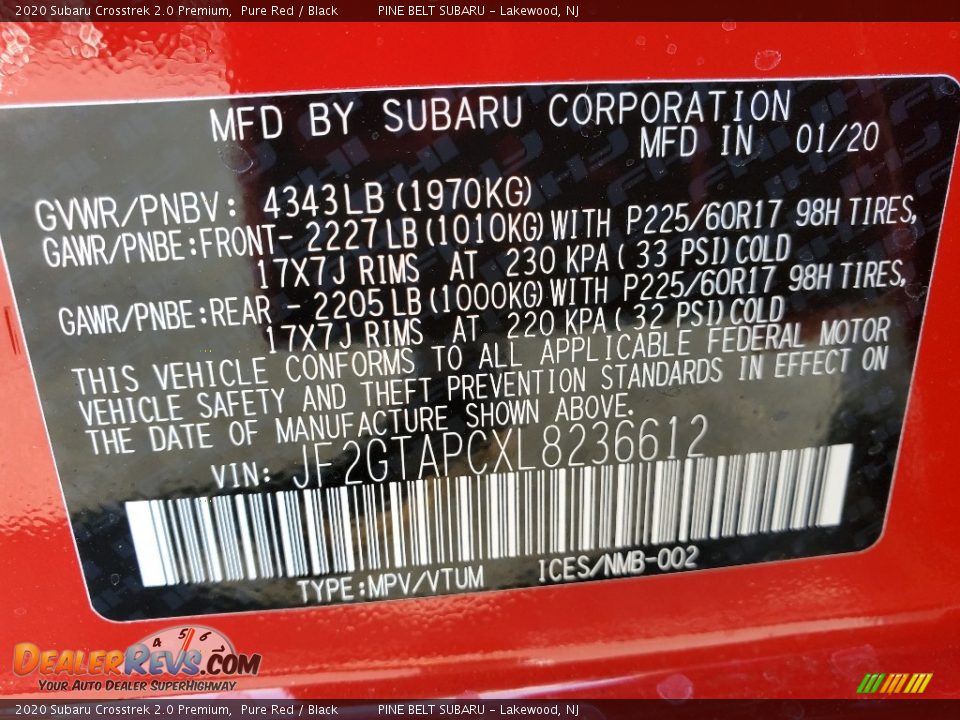 2020 Subaru Crosstrek 2.0 Premium, Pure Red / Black PINE BELT SUBARU - Lakewood, NJ
MFD BY SUBARU CORPORATION
MFD IN 01/20
GVWR/PNBV: 4343LB (1970KG)
GAWR/PNBE:FRONT- 2227 LB (1010KG) WITH P225/60R17 98H TIRES,
17X7J RIMS AT 230 KPA ( 33 PSI) COLD
GAWR/PNBE:REAR - 2205 LB (1000KG) WITH P225/60R17 98H TIRES,
17X7J RIMS AT 220 KPA ( 32 PSI) COLD
THIS VEHICLE CONFORMS TO ALL APPLICABLE FEDERAL MOTOR
VEHICLE SAFETY AND THEFT PREVENTION STANDARDS IN EFFECT ON
THE DATE OF MANUFACTURE SHOWN ABOVE.
VIN: JF2GTAPCXL8236612
TYPE:MPV/VTUM ICES/NMB-002
4 5 6
DEALERREVS.COM
YOUR AUTO DEALER SUPERHIGHWAY
2020 Subaru Crosstrek 2.0 Premium, Pure Red / Black PINE BELT SUBARU - Lakewood, NJ